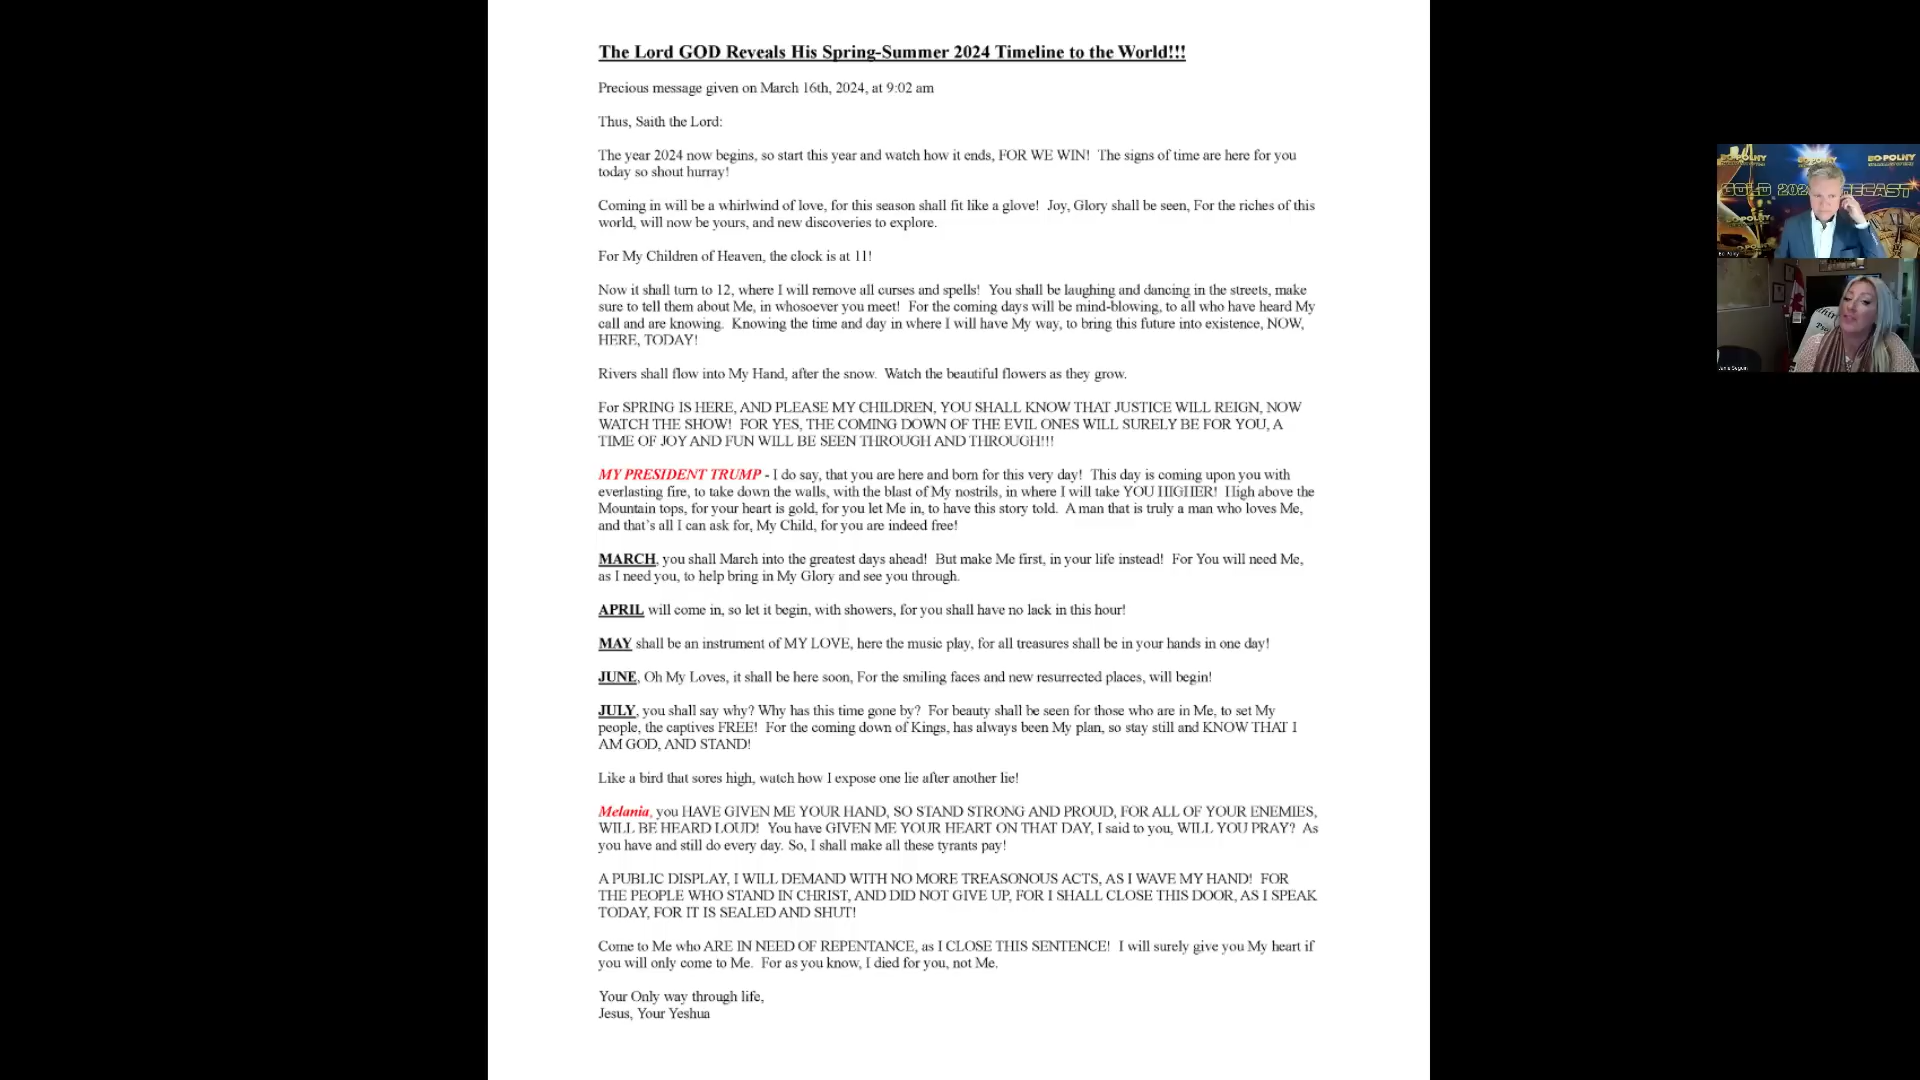 The Lord GOD Reveals His Spring-Summer 2024 Timeline to the World!!!
Precious message given on March 16th, 2024, at 9:02 am
Thus, Saith the Lord:
The year 2024 now begins, so start this year and watch how it ends, FOR WE WIN!  The signs of time are here for you
today so shout hurray!
Coming in will be a whirlwind of love, for this season shall fit like a glove!  Joy, Glory shall be seen, For the riches of this
world, will now be yours, and new discoveries to explore.
For My Children of Heaven, the clock is at 11!
Now it shall turn to 12, where I will remove all curses and spells!  You shall be laughing and dancing in the streets, make
sure to tell them about Me, in whosoever you meet!  For the coming days will be mind-blowing, to all who have heard My
call and are knowing.  Knowing the time and day in where I will have My way, to bring this future into existence, NOW,
HERE, TODAY!
Rivers shall flow into My Hand, after the snow.  Watch the beautiful flowers as they grow.
For SPRING IS HERE, AND PLEASE MY CHILDREN, YOU SHALL KNOW THAT JUSTICE WILL REIGN, NOW
WATCH THE SHOW!  FOR YES, THE COMING DOWN OF THE EVIL ONES WILL SURELY BE FOR YOU, A
TIME OF JOY AND FUN WILL BE SEEN THROUGH AND THROUGH!!!
MY PRESIDENT TRUMP - I do say, that you are here and born for this very day!  This day is coming upon you with
everlasting fire, to take down the walls, with the blast of My nostrils, in where I will take YOU HIGHER!  High above the
Mountain tops, for your heart is gold, for you let Me in, to have this story told.  A man that is truly a man who loves Me,
and that's all I can ask for, My Child, for you are indeed free!
MARCH, you shall March into the greatest days ahead!  But make Me first, in your life instead!  For You will need Me,
as I need you, to help bring in My Glory and see you through.
APRIL will come in, so let it begin, with showers, for you shall have no lack in this hour!
MAY shall be an instrument of MY LOVE, here the music play, for all treasures shall be in your hands in one day!
JUNE, Oh My Loves, it shall be here soon, For the smiling faces and new resurrected places, will begin!
JULY, you shall say why? Why has this time gone by?  For beauty shall be seen for those who are in Me, to set My
people, the captives FREE!  For the coming down of Kings, has always been My plan, so stay still and KNOW THAT I
AM GOD, AND STAND!
Like a bird that sores high, watch how I expose one lie after another lie!
Melania, you HAVE GIVEN ME YOUR HAND, SO STAND STRONG AND PROUD, FOR ALL OF YOUR ENEMIES,
WILL BE HEARD LOUD!  You have GIVEN ME YOUR HEART ON THAT DAY, I said to you, WILL YOU PRAY?  As
you have and still do every day. So, I shall make all these tyrants pay!
A PUBLIC DISPLAY, I WILL DEMAND WITH NO MORE TREASONOUS ACTS, AS I WAVE MY HAND!  FOR
THE PEOPLE WHO STAND IN CHRIST, AND DID NOT GIVE UP, FOR I SHALL CLOSE THIS DOOR, AS I SPEAK
TODAY, FOR IT IS SEALED AND SHUT!
Come to Me who ARE IN NEED OF REPENTANCE, as I CLOSE THIS SENTENCE!  I will surely give you My heart if
you will only come to Me.  For as you know, I died for you, not Me.
Your Only way through life,
Jesus, Your Yeshua
BO POLNY
BO POLNY
BO POLNY
GOLD 202
ECAST
Bo Polny